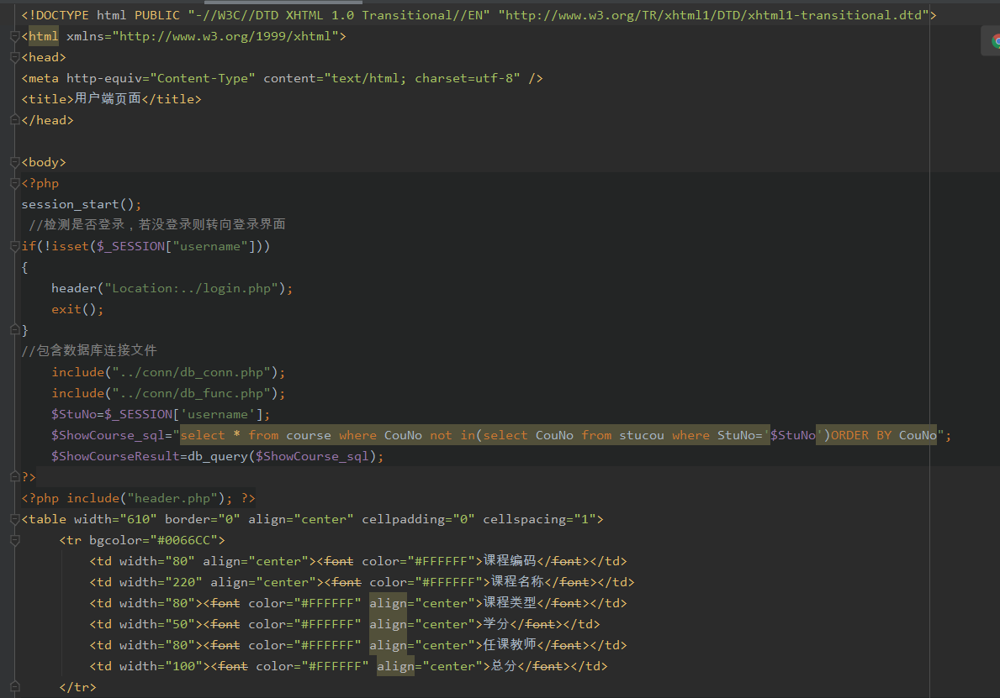 <!DOCTYPE html PUBLIC "-//W3C//DTD XHTML 1.0 Transitional//EN" "http://www.w3.org/TR/xhtml1/DTD/xhtml1-transitional.dtd">
<html xmlns="http://www.w3.org/1999/xhtml">
<head>
<meta http-equiv="Content-Type" content="text/html; charset=utf-8" />
<title>用户端页面</title>
</head>
<body>
<?php
session_start();
//检测是否登录，若没登录则转向登录界面
if(!isset($_SESSION["username"]))
{
header("Location:../login.php");
exit();
}
//包含数据库连接文件
include("../conn/db_conn.php");
include("../conn/db_func.php");
$StuNo=$_SESSION['username'];
$ShowCourse_sql="select * from course where CouNo not in(select CouNo from stucou where StuNo='$StuNo')ORDER BY CouNo";
$ShowCourseResult=db_query($ShowCourse_sql);
?>
<?php include("header.php"); ?>
<table width="610" border="0" align="center" cellpadding="0" cellspacing="1">
<tr bgcolor="#0066CC">
<td width="80" align="center"><font color="#FFFFFF">课程编码</font></td>
<td width="220" align="center"><font color="#FFFFFF">课程名称</font></td>
<td width="80"><font color="#FFFFFF" align="center">课程类型</font></td>
<td width="50"><font color="#FFFFFF" align="center">学分</font></td>
<td width="80"><font color="#FFFFFF" align="center">任课教师</font></td>
<td width="100"><font color="#FFFFFF" align="center">总分</font></td>
</tr>